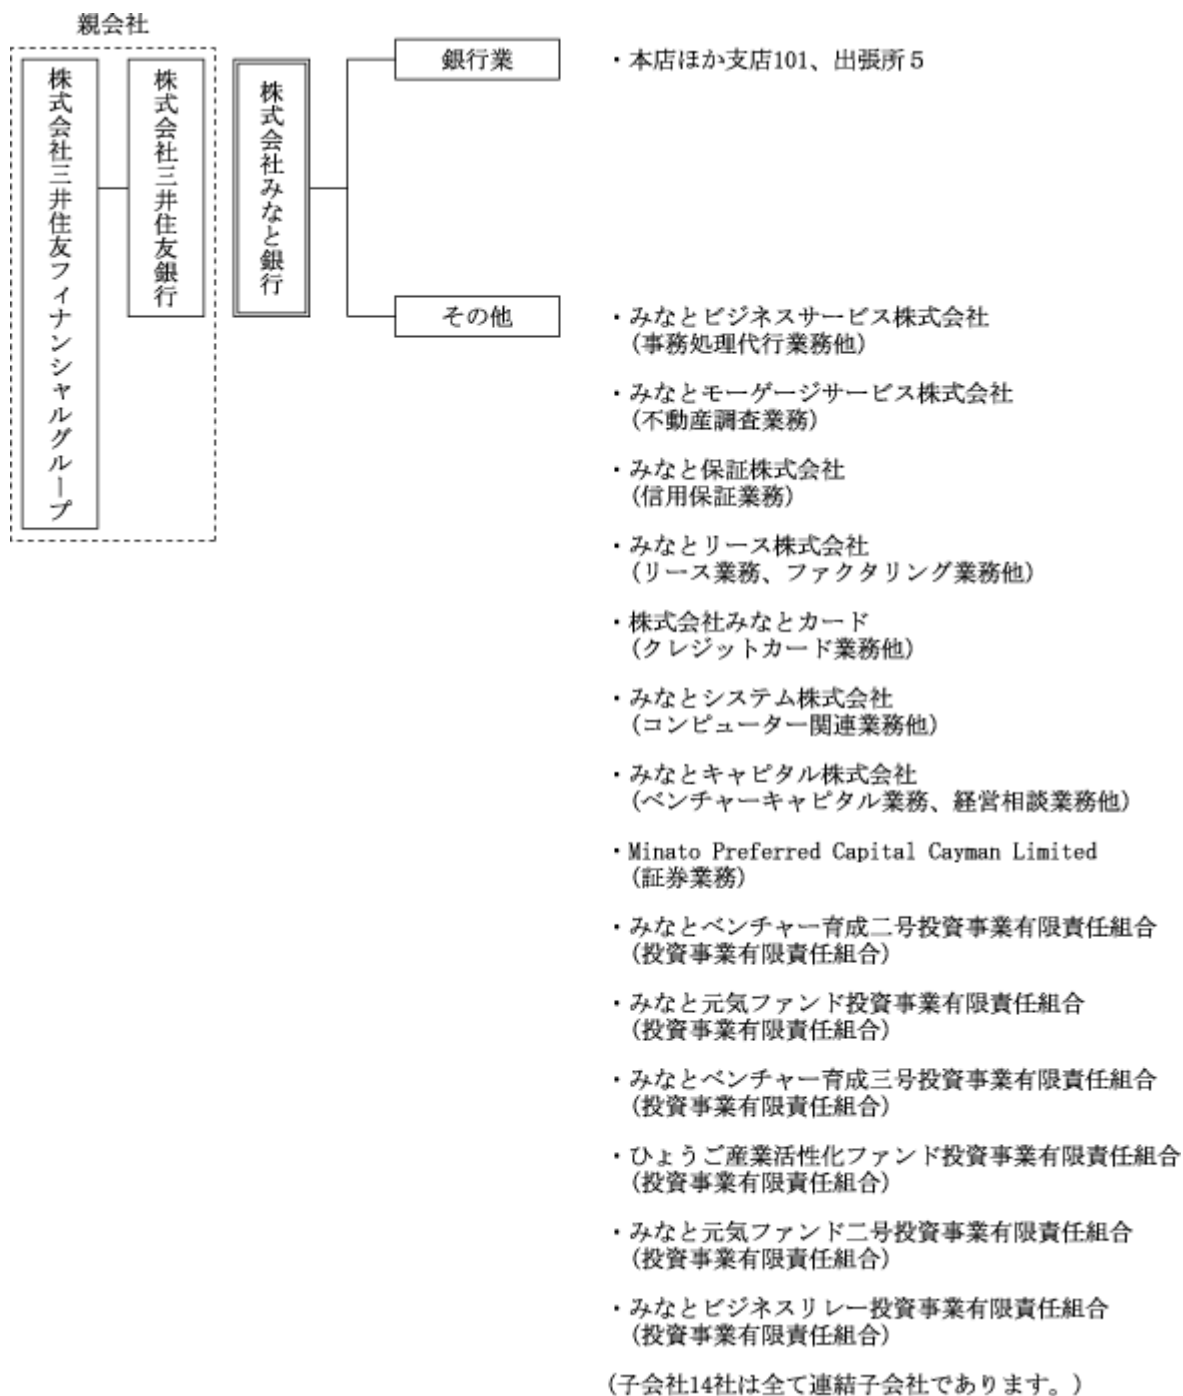 親会社
株式会社三井住友フィナンシャルグループ
株式会社三井住友銀行
株式会社みなと銀行
銀行業
・本店ほか支店101、出張所５
その他
・みなとビジネスサービス株式会社
(事務処理代行業務他)
・みなとモーゲージサービス株式会社
(不動産調査業務)
・みなと保証株式会社
(信用保証業務)
・みなとリース株式会社
(リース業務、ファクタリング業務他)
・株式会社みなとカード
(クレジットカード業務他)
・みなとシステム株式会社
(コンピューター関連業務他)
・みなとキャピタル株式会社
(ベンチャーキャピタル業務、経営相談業務他)
・Minato Preferred Capital Cayman Limited
(証券業務)
・みなとベンチャー育成二号投資事業有限責任組合
(投資事業有限責任組合)
・みなと元気ファンド投資事業有限責任組合
(投資事業有限責任組合)
・みなとベンチャー育成三号投資事業有限責任組合
(投資事業有限責任組合)
・ひょうご産業活性化ファンド投資事業有限責任組合
(投資事業有限責任組合)
・みなと元気ファンド二号投資事業有限責任組合
(投資事業有限責任組合)
・みなとビジネスリレー投資事業有限責任組合
(投資事業有限責任組合)
(子会社14社は全て連結子会社であります。)